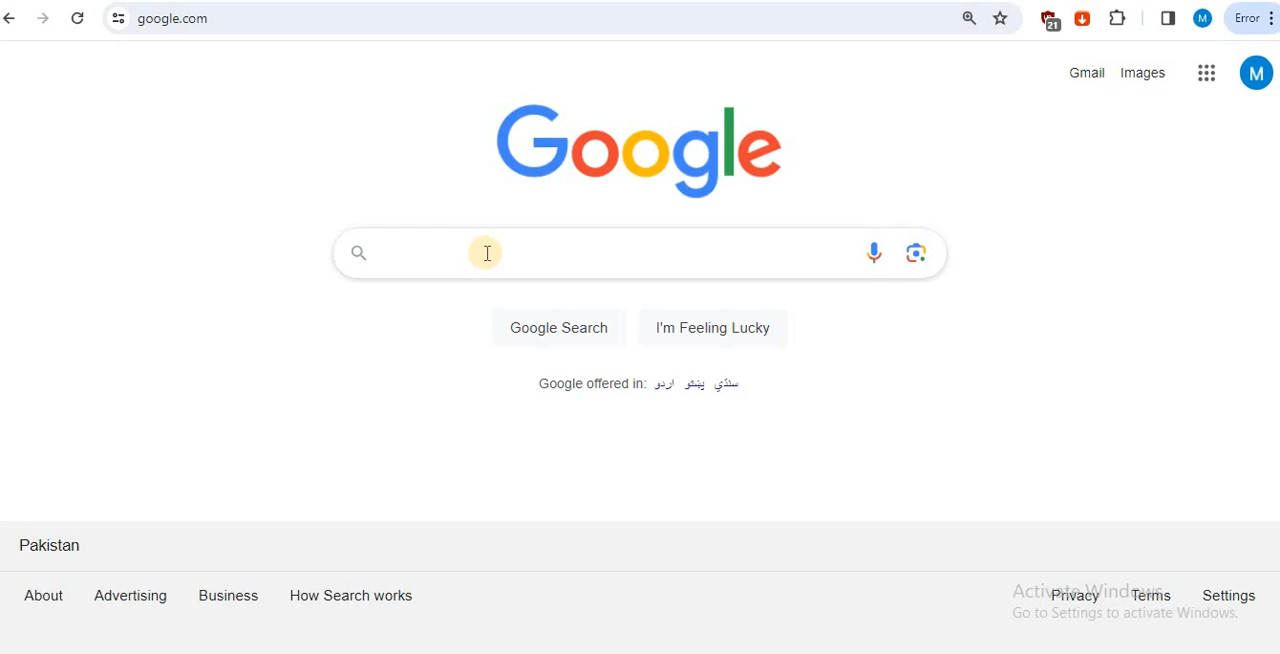 google.com
21
M
Error
Gmail Images
M
Google
Google Search I'm Feeling Lucky
Google offered in: اردو پښتو سنڌي
Pakistan
About Advertising Business How Search works Privacy Terms Settings
Activate Windows
Go to Settings to activate Windows.